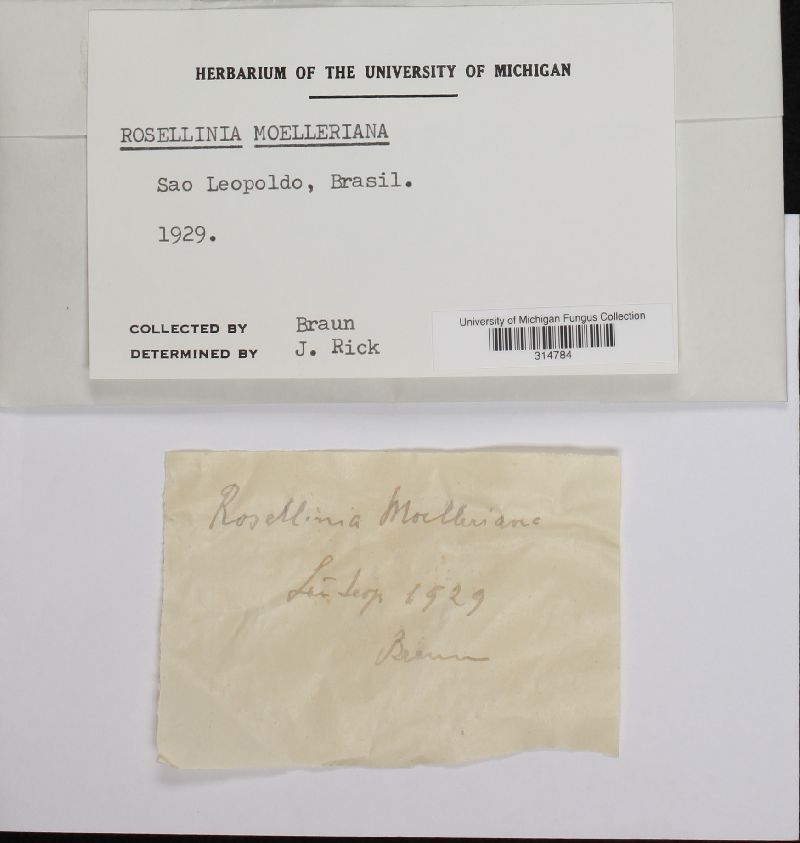 HERBARIUM OF THE UNIVERSITY OF MICHIGAN
ROSELLINIA MOELLERIANA
Sao Leopoldo, Brasil.
1929.
COLLECTED BY Braun
DETERMINED BY J. Rick
University of Michigan Fungus Collection
314784
Rosellinia Moelleriana
1929
Braun